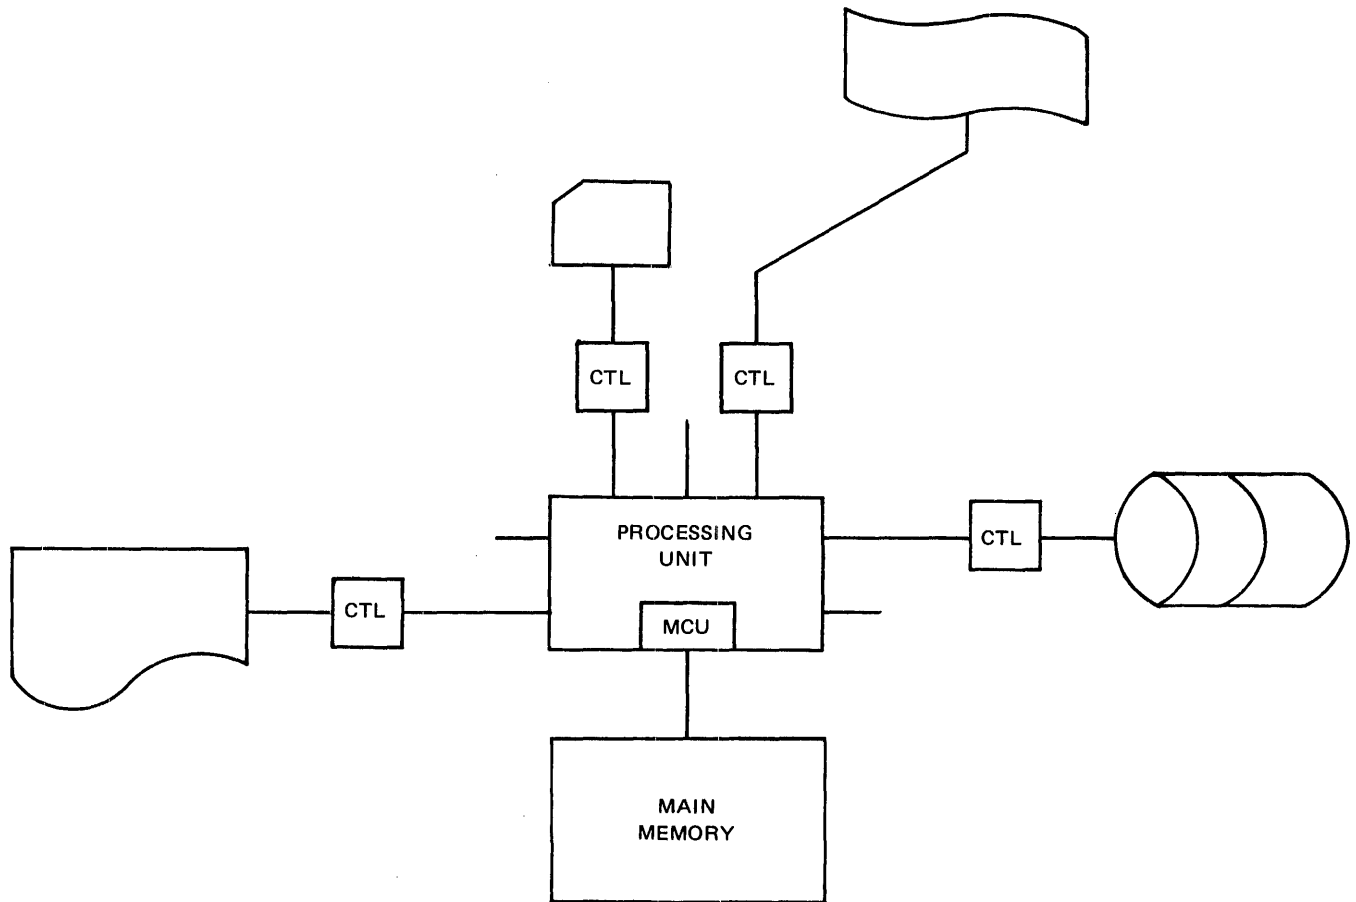 CTL
CTL
PROCESSING
UNIT
CTL
CTL
MCU
MAIN
MEMORY